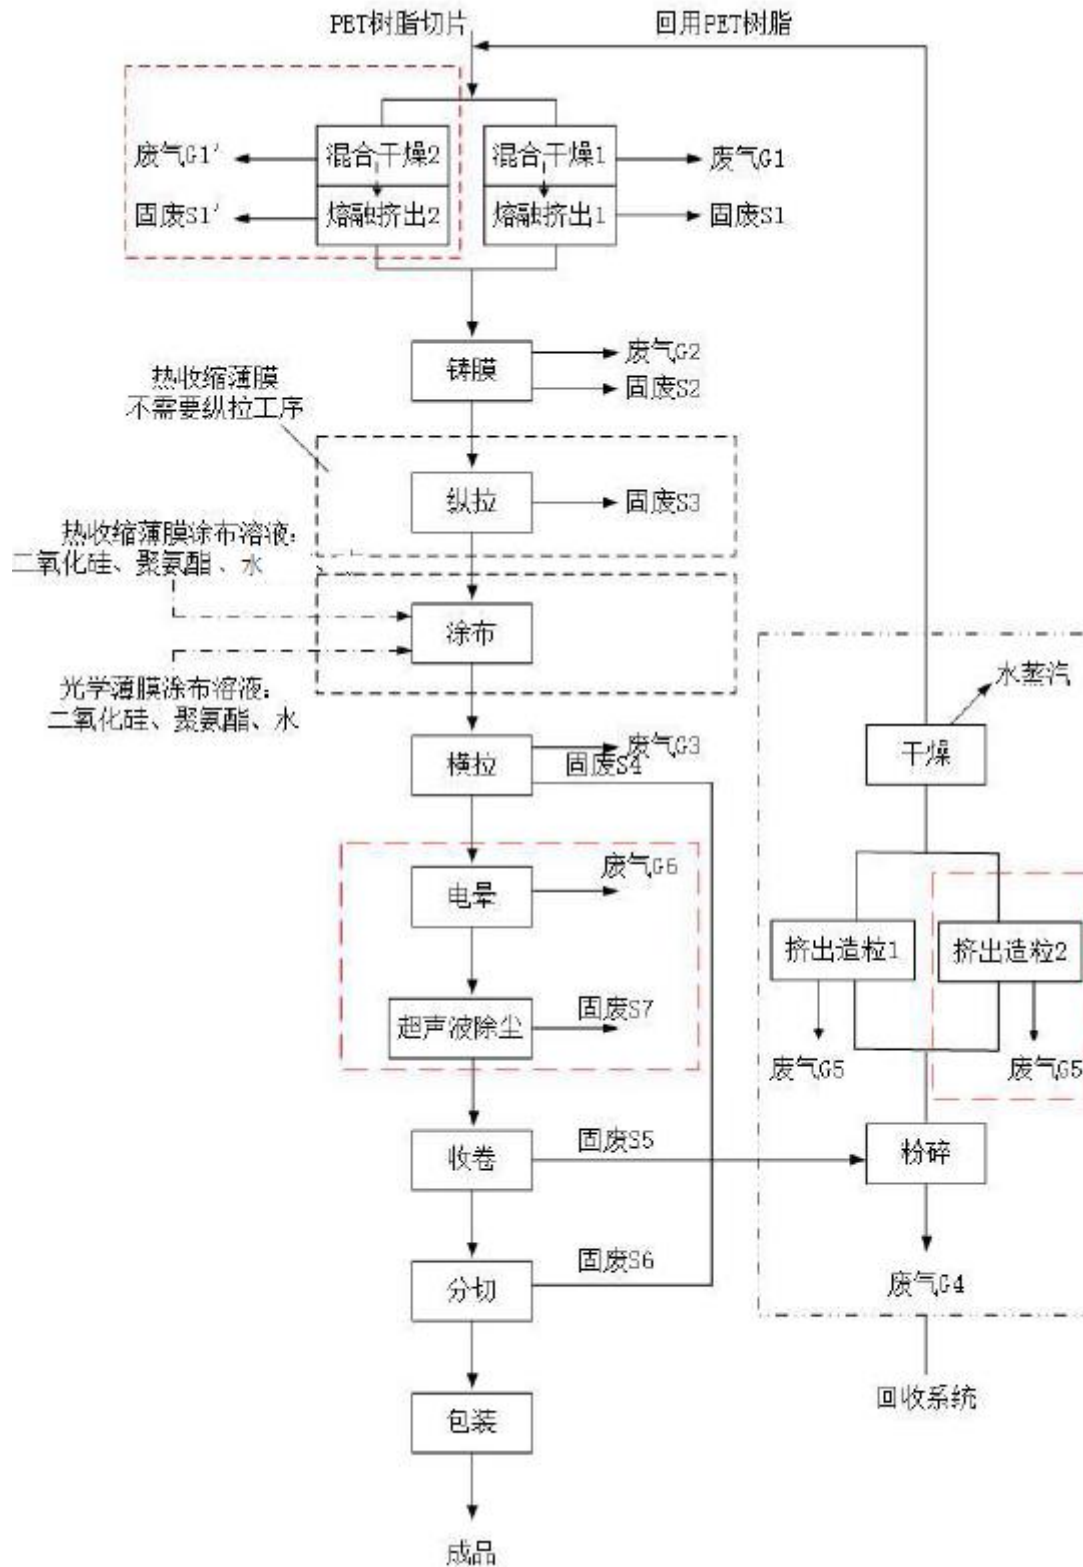 PET树脂切片
回用PET树脂
废气G1'
混合干燥2
混合干燥1
废气G1
固废S1'
熔融挤出2
熔融挤出1
固废S1
铸膜
废气G2
固废S2
热收缩薄膜
不需要纵拉工序
纵拉
固废S3
热收缩薄膜涂布溶液：
二氧化硅、聚氨酯、水
涂布
光学薄膜涂布溶液：
二氧化硅、聚氨酯、水
水蒸汽
干燥
横拉
废气G3
固废S4
电晕
废气G6
挤出造粒1
挤出造粒2
超声波除尘
固废S7
废气G5
废气G5
收卷
固废S5
粉碎
分切
固废S6
废气G4
包装
回收系统
成品